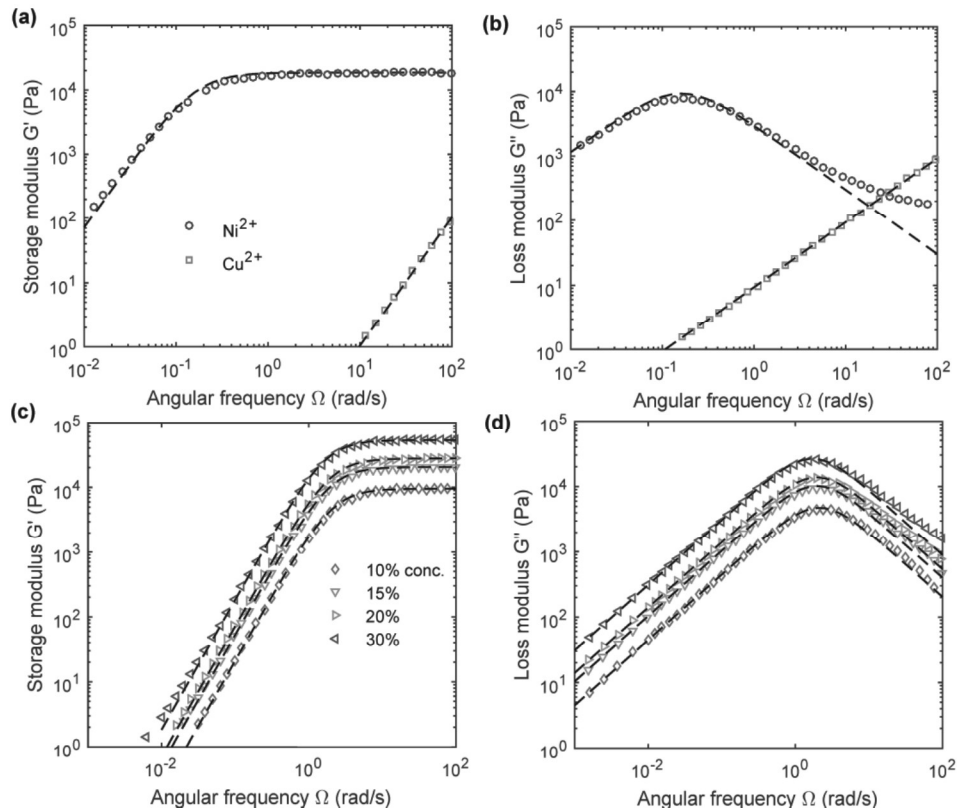 (a)
Storage modulus G' (Pa)
10^5
10^4
10^3
10^2
10^1
10^0
Ni^2+
Cu^2+
10^-2 10^-1 10^0 10^1 10^2
Angular frequency Ω (rad/s)
(b)
Loss modulus G" (Pa)
10^5
10^4
10^3
10^2
10^1
10^0
10^-2 10^-1 10^0 10^1 10^2
Angular frequency Ω (rad/s)
(c)
Storage modulus G' (Pa)
10^5
10^4
10^3
10^2
10^1
10^0
10% conc.
15%
20%
30%
10^-2 10^0 10^2
Angular frequency Ω (rad/s)
(d)
Loss modulus G" (Pa)
10^5
10^4
10^3
10^2
10^1
10^0
10^-2 10^0 10^2
Angular frequency Ω (rad/s)